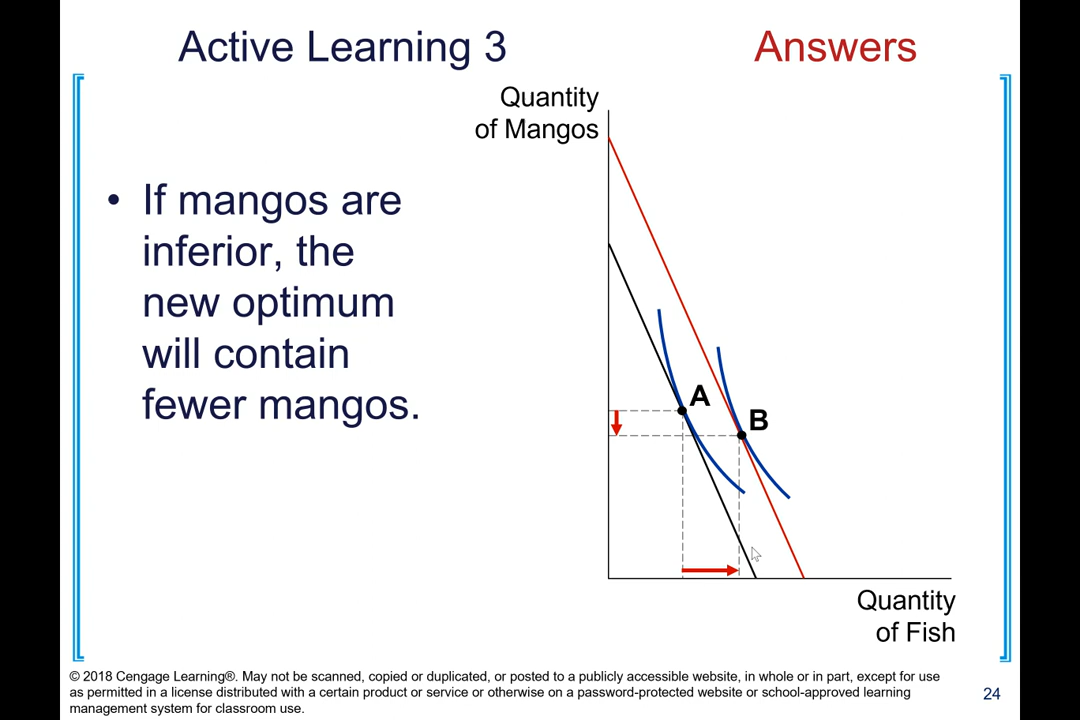 Active Learning 3
Answers
Quantity
of Mangos
• If mangos are
inferior, the
new optimum
will contain
fewer mangos.
A
B
Quantity
of Fish
© 2018 Cengage Learning®. May not be scanned, copied or duplicated, or posted to a publicly accessible website, in whole or in part, except for use
as permitted in a license distributed with a certain product or service or otherwise on a password-protected website or school-approved learning
management system for classroom use.
24